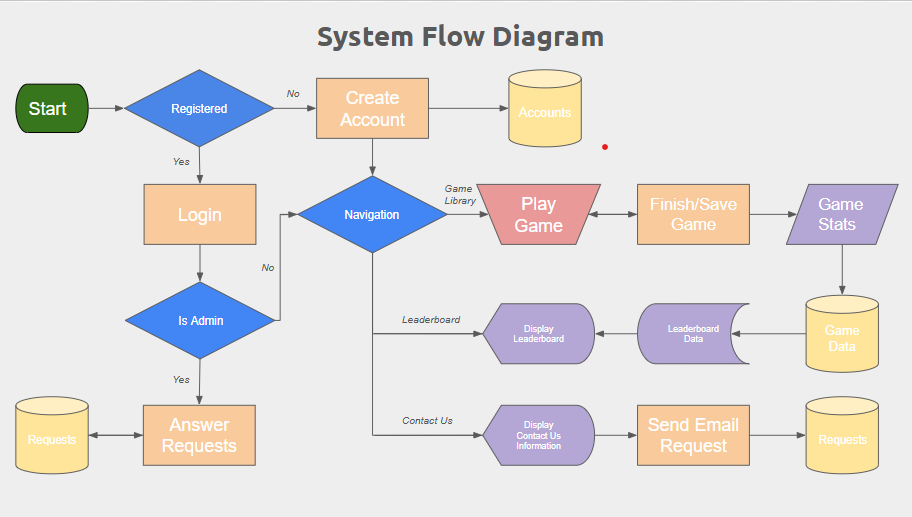 System Flow Diagram
Start
Registered
No
Create
Account
Accounts
Yes
Login
Navigation
Game
Library
Play
Game
Finish/Save
Game
Game
Stats
No
Is Admin
Leaderboard
Display
Leaderboard
Leaderboard
Data
Game
Data
Yes
Requests
Answer
Requests
Contact Us
Display
Contact Us
Information
Send Email
Request
Requests